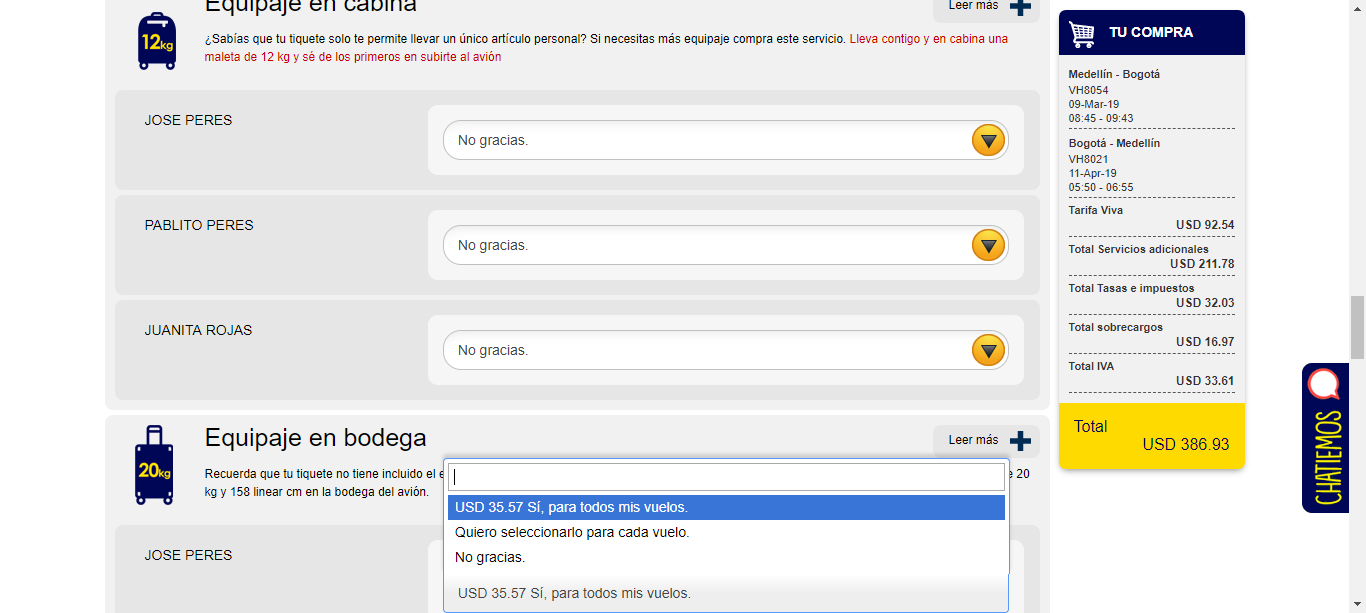 Equipaje en cabina
Leer más
12kg
¿Sabías que tu tiquete solo te permite llevar un único artículo personal? Si necesitas más equipaje compra este servicio. Lleva contigo y en cabina una
maleta de 12 kg y sé de los primeros en subirte al avión
JOSE PERES
No gracias.
PABLITO PERES
No gracias.
JUANITA ROJAS
No gracias.
Equipaje en bodega
Leer más
20kg
Recuerda que tu tiquete no tiene incluido el 20
kg y 158 linear cm en la bodega del avión.
USD 35.57 Sí, para todos mis vuelos.
Quiero seleccionarlo para cada vuelo.
No gracias.
JOSE PERES
USD 35.57 Sí, para todos mis vuelos.
TU COMPRA
Medellín - Bogotá
VH8054
09-Mar-19
08:45 - 09:43
Bogotá - Medellín
VH8021
11-Apr-19
05:50 - 06:55
Tarifa Viva
USD 92.54
Total Servicios adicionales
USD 211.78
Total Tasas e impuestos
USD 32.03
Total sobrecargos
USD 16.97
Total IVA
USD 33.61
Total
USD 386.93
CHATIEMOS